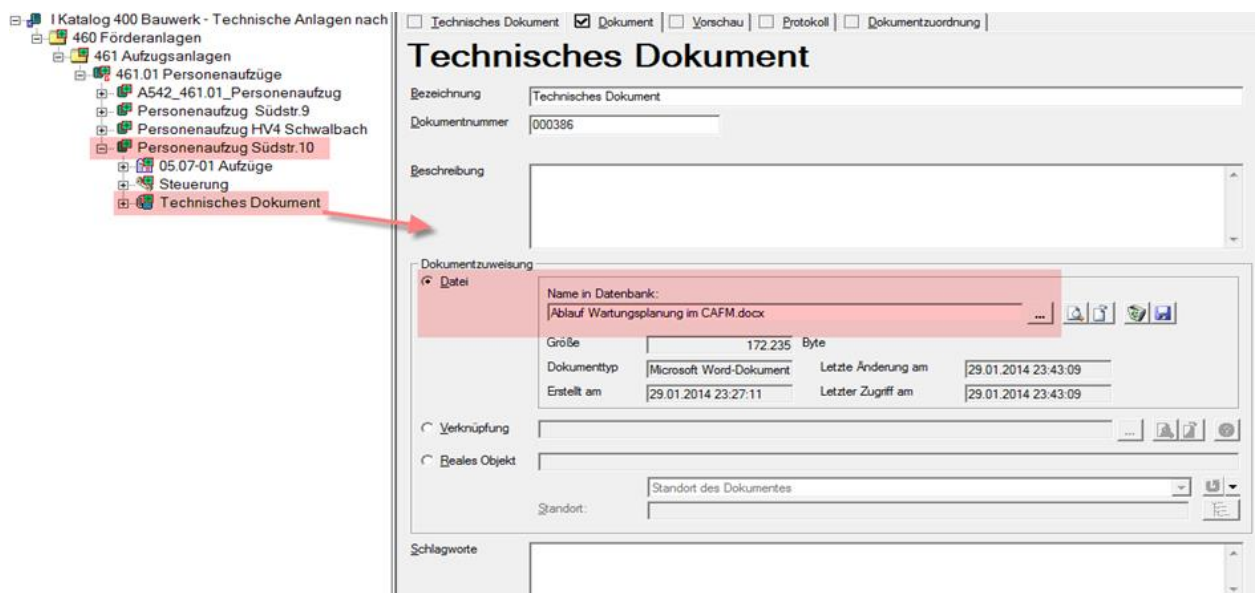 I Katalog 400 Bauwerk - Technische Anlagen nach
460 Förderanlagen
461 Aufzugsanlagen
461.01 Personenaufzüge
A542_461.01_Personenaufzug
Personenaufzug Südstr.9
Personenaufzug HV4 Schwalbach
Personenaufzug Südstr.10
05.07-01 Aufzüge
Steuerung
Technisches Dokument
Technisches Dokument Dokument Vorschau Protokoll Dokumentzuordnung
Technisches Dokument
Bezeichnung Technisches Dokument
Dokumentnummer 000386
Beschreibung
Dokumentzuweisung
Datei
Name in Datenbank:
Ablauf Wartungsplanung im CAFM.docx ...
Größe 172.235 Byte
Dokumenttyp Microsoft Word-Dokument Letzte Änderung am 29.01.2014 23:43:09
Erstellt am 29.01.2014 23:27:11 Letzter Zugriff am 29.01.2014 23:43:09
Verknüpfung ...
Reales Objekt
Standort des Dokumentes
Standort:
Schlagworte